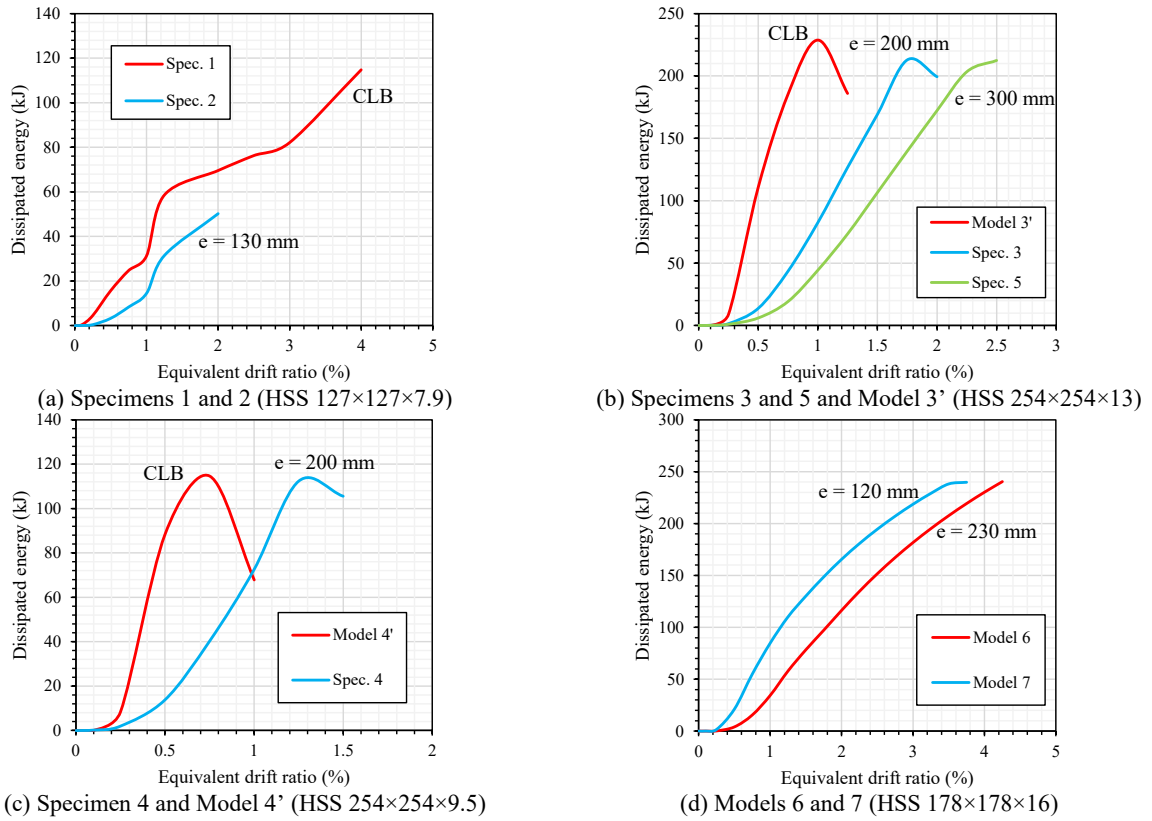 140
120
100
80
60
40
20
0
Dissipated energy (kJ)
Spec. 1
Spec. 2
CLB
e = 130 mm
0 1 2 3 4 5
Equivalent drift ratio (%)
(a) Specimens 1 and 2 (HSS 127×127×7.9)
250
200
150
100
50
0
Dissipated energy (kJ)
CLB
e = 200 mm
e = 300 mm
Model 3'
Spec. 3
Spec. 5
0 0.5 1 1.5 2 2.5 3
Equivalent drift ratio (%)
(b) Specimens 3 and 5 and Model 3’ (HSS 254×254×13)
140
120
100
80
60
40
20
0
Dissipated energy (kJ)
CLB
e = 200 mm
Model 4'
Spec. 4
0 0.5 1 1.5 2
Equivalent drift ratio (%)
(c) Specimen 4 and Model 4’ (HSS 254×254×9.5)
300
250
200
150
100
50
0
Dissipated energy (kJ)
e = 120 mm
e = 230 mm
Model 6
Model 7
0 1 2 3 4 5
Equivalent drift ratio (%)
(d) Models 6 and 7 (HSS 178×178×16)